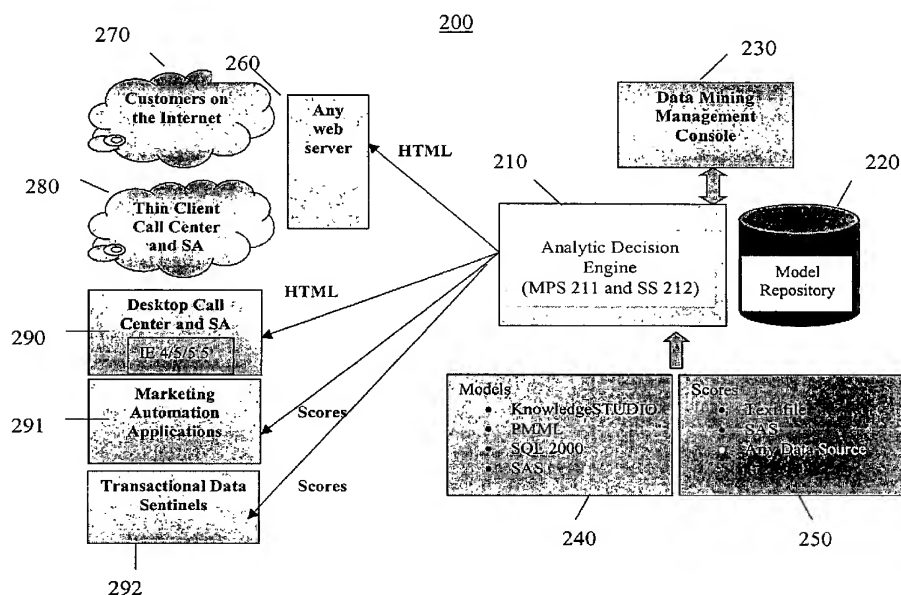 200
270
260
230
Customers on
the Internet
Any
web
server
Data Mining
Management
Console
HTML
210
220
280
Thin Client
Call Center
and SA
Analytic Decision
Engine
(MPS 211 and SS 212)
Model
Repository
HTML
Desktop Call
Center and SA
IE 4/5/5.5
290
Marketing
Automation
Applications
291
Scores
Models
• KnowledgeSTUDIO
• PMML
• SQL 2000
• SAS
Scores
• Text file
• SAS
• Any Data Source
Scores
Transactional Data
Sentinels
292
240
250